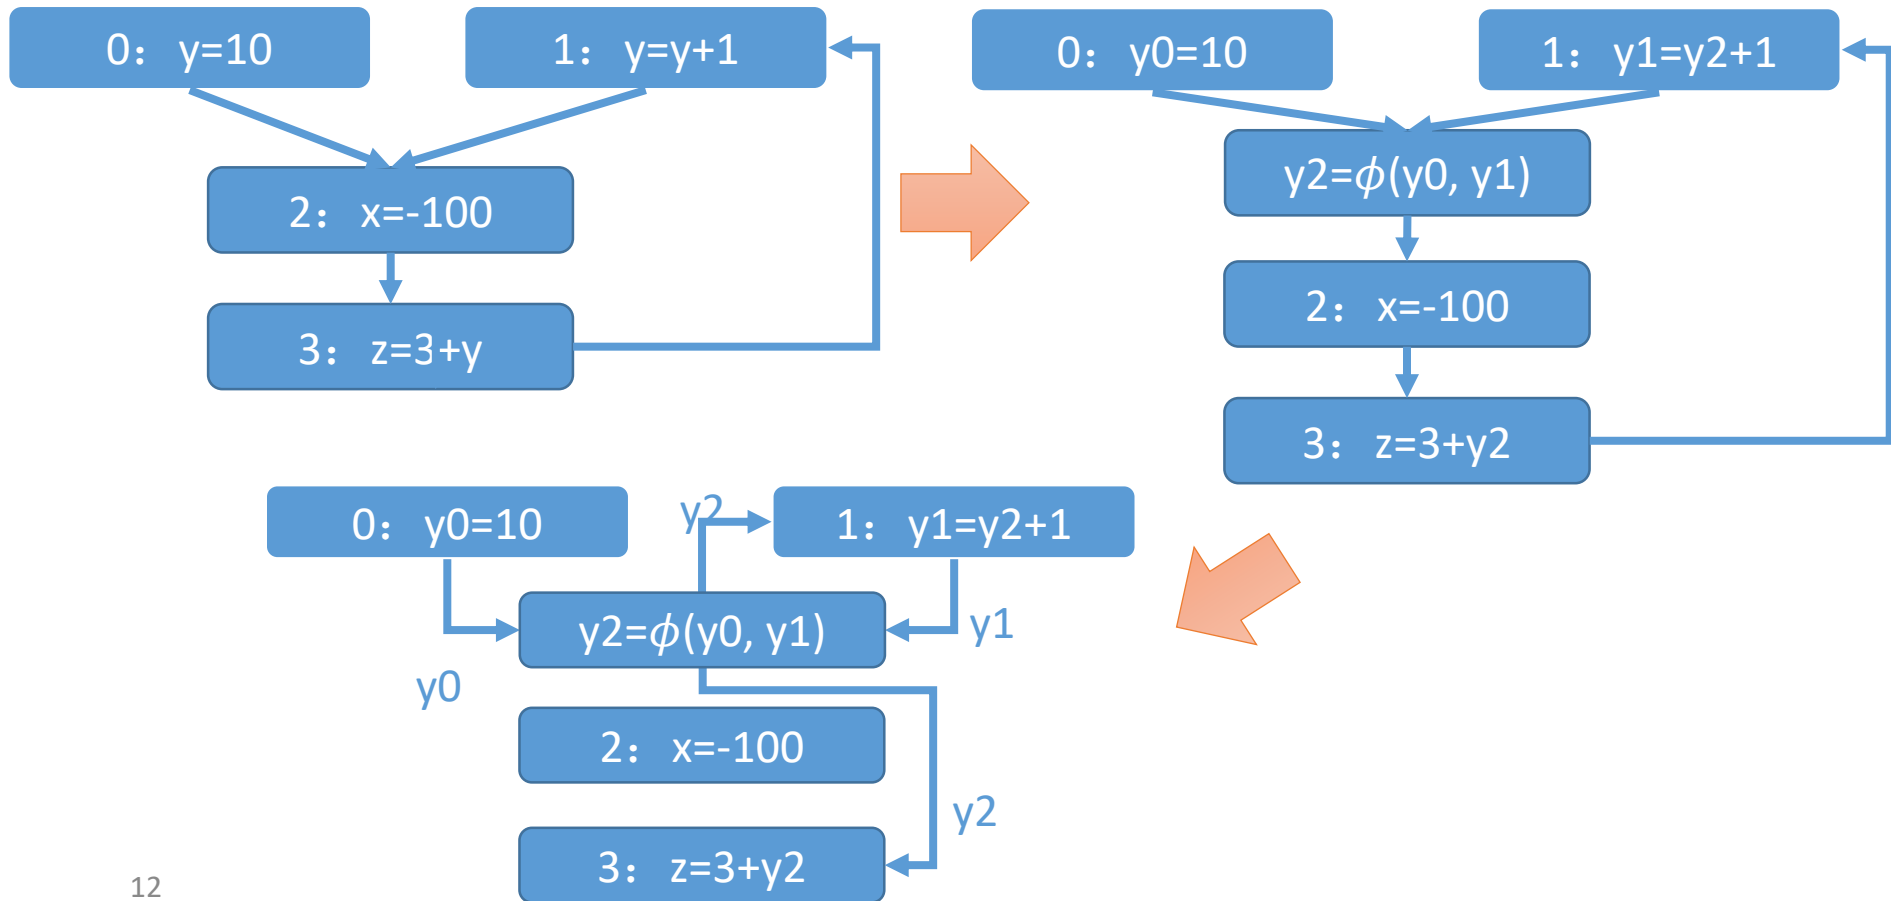 0： y=10
1： y=y+1
2： x=-100
3： z=3+y
0： y0=10
1： y1=y2+1
y2=ϕ(y0, y1)
2： x=-100
3： z=3+y2
0： y0=10
y2
1： y1=y2+1
y2=ϕ(y0, y1)
y1
y0
2： x=-100
y2
3： z=3+y2
12